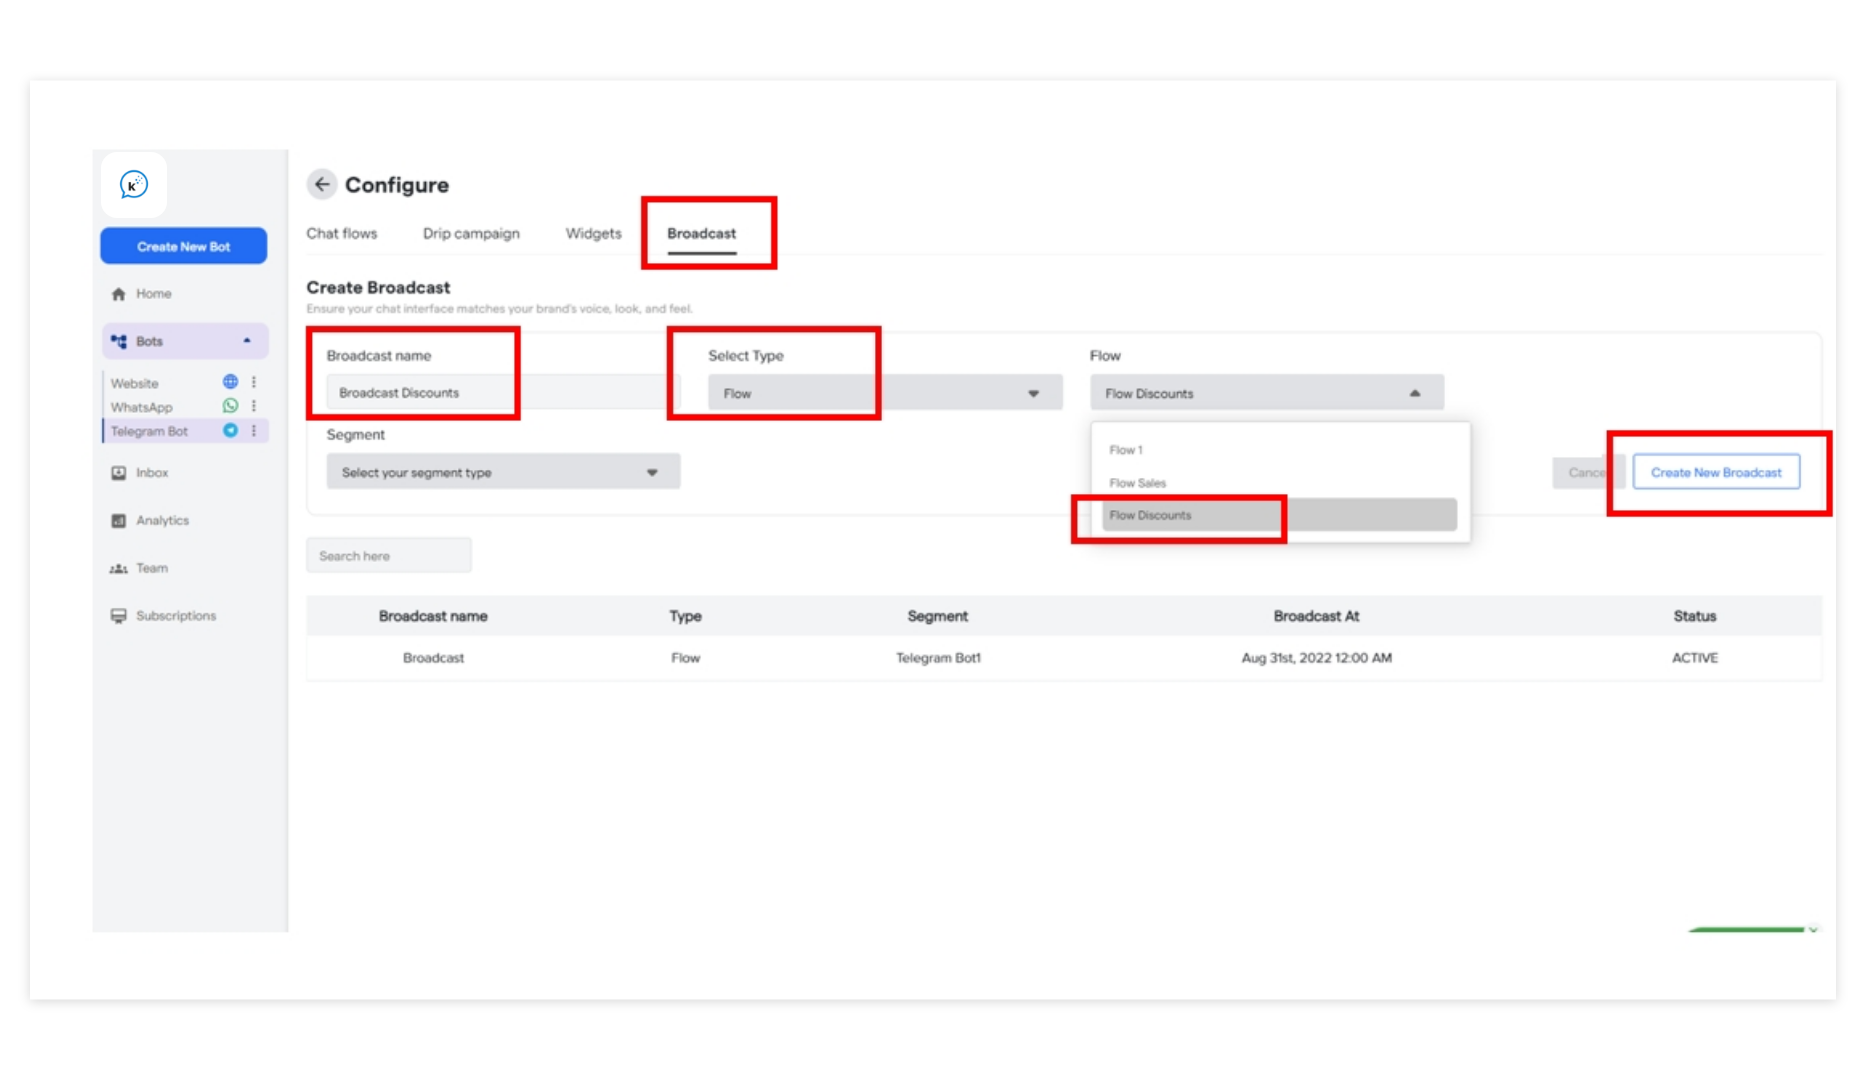 K
Configure
Create New Bot
Home
Bots
Website
WhatsApp
Telegram Bot
Inbox
Analytics
Team
Subscriptions
Chat flows Drip campaign Widgets Broadcast
Create Broadcast
Ensure your chat interface matches your brand's voice, look, and feel.
Broadcast name Select Type Flow
Broadcast Discounts Flow Flow Discounts
Segment
Select your segment type
Flow 1
Flow Sales
Flow Discounts
Cance Create New Broadcast
Search here
Broadcast name Type Segment Broadcast At Status
Broadcast Flow Telegram Bot1 Aug 31st, 2022 12:00 AM ACTIVE